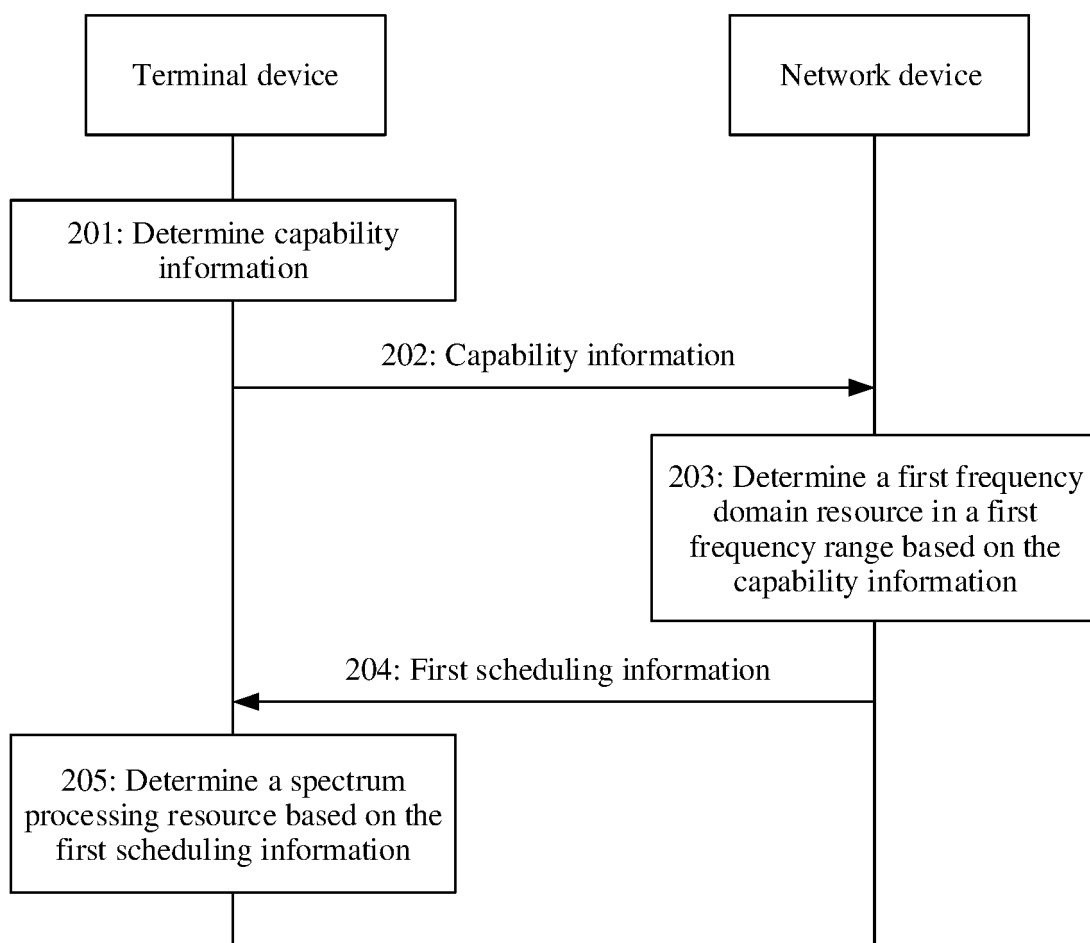 Terminal device
Network device
201: Determine capability
information
202: Capability information
203: Determine a first frequency
domain resource in a first
frequency range based on the
capability information
204: First scheduling information
205: Determine a spectrum
processing resource based on the
first scheduling information